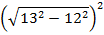 (√(13² − 12²))²